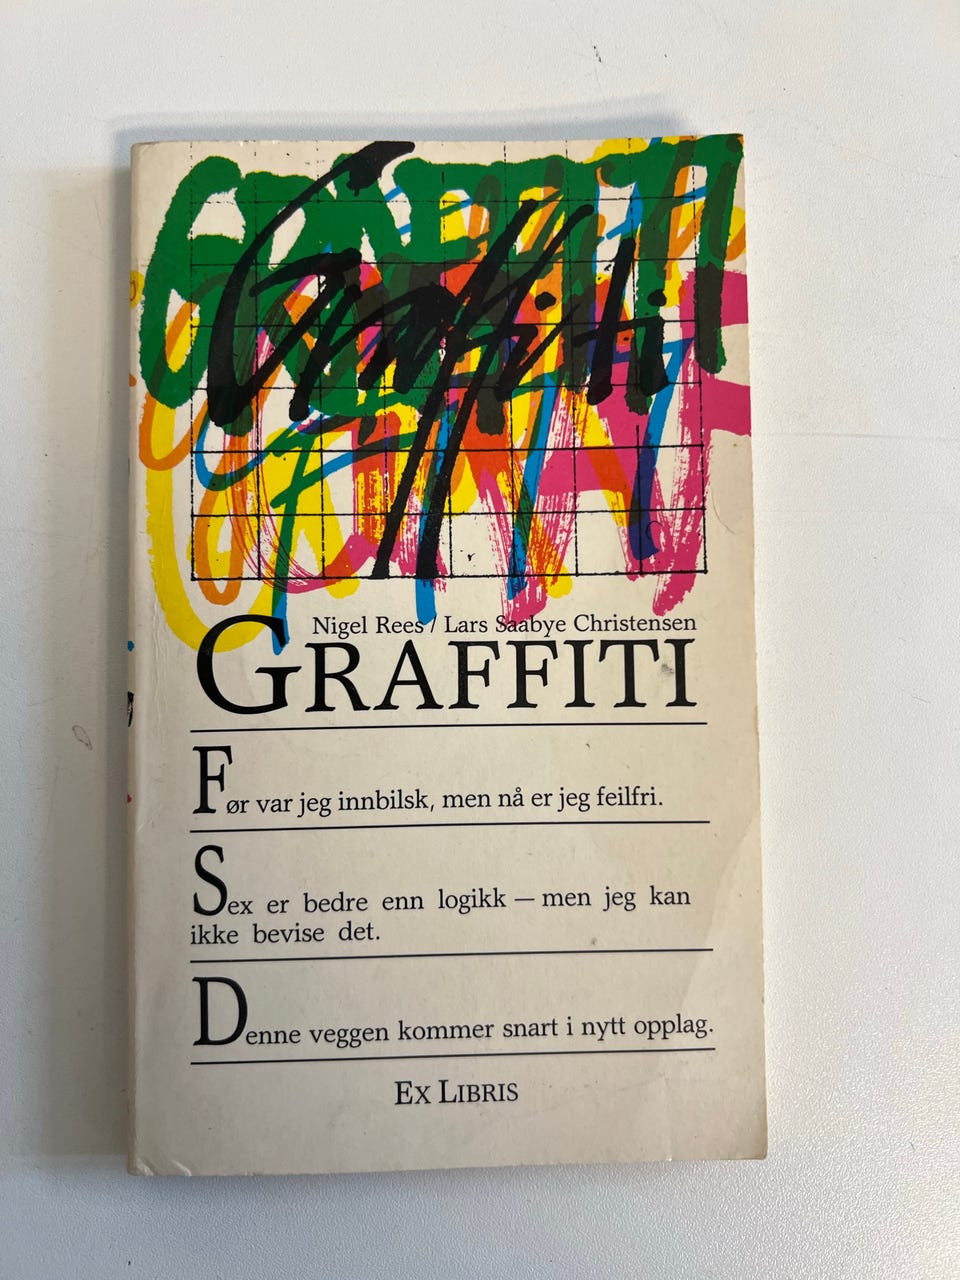 Graffiti
Nigel Rees / Lars Saabye Christensen
GRAFFITI
Før var jeg innbilsk, men nå er jeg feilfri.
Sex er bedre enn logikk — men jeg kan
ikke bevise det.
Denne veggen kommer snart i nytt opplag.
EX LIBRIS